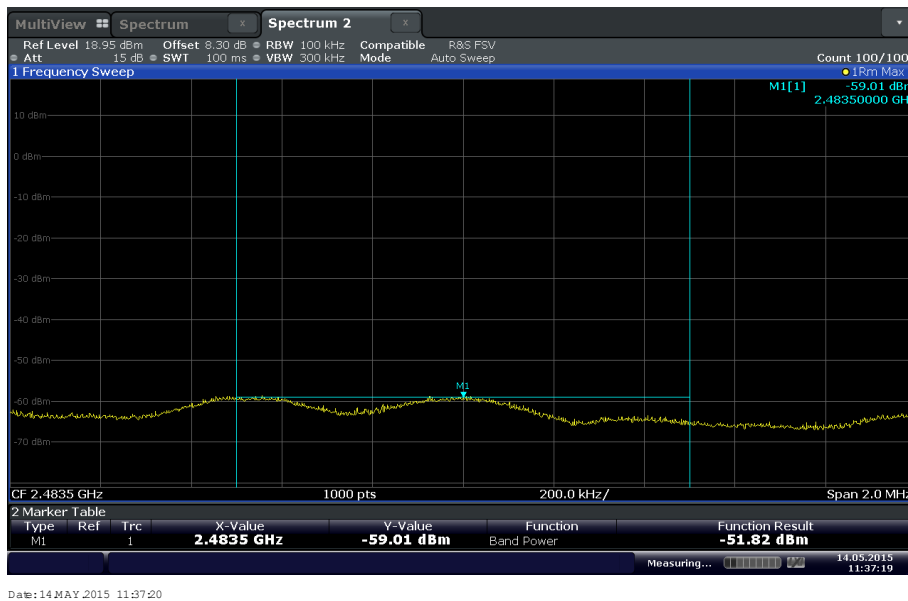 MultiView Spectrum x Spectrum 2 x
Ref Level 18.95 dBm Offset 8.30 dB RBW 100 kHz Compatible R&S FSV
Att 15 dB SWT 100 ms VBW 300 kHz Mode Auto Sweep Count 100/100
1 Frequency Sweep 1Rm Max
M1[1] -59.01 dBr
2.48350000 GH
10 dBm
0 dBm
-10 dBm
-20 dBm
-30 dBm
-40 dBm
-50 dBm
M1
-60 dBm
-70 dBm
CF 2.4835 GHz 1000 pts 200.0 kHz/ Span 2.0 MHz
2 Marker Table
Type Ref Trc X-Value Y-Value Function Function Result
M1 1 2.4835 GHz -59.01 dBm Band Power -51.82 dBm
Measuring... 14.05.2015
11:37:19
Date: 14.MAY.2015 11:37:20